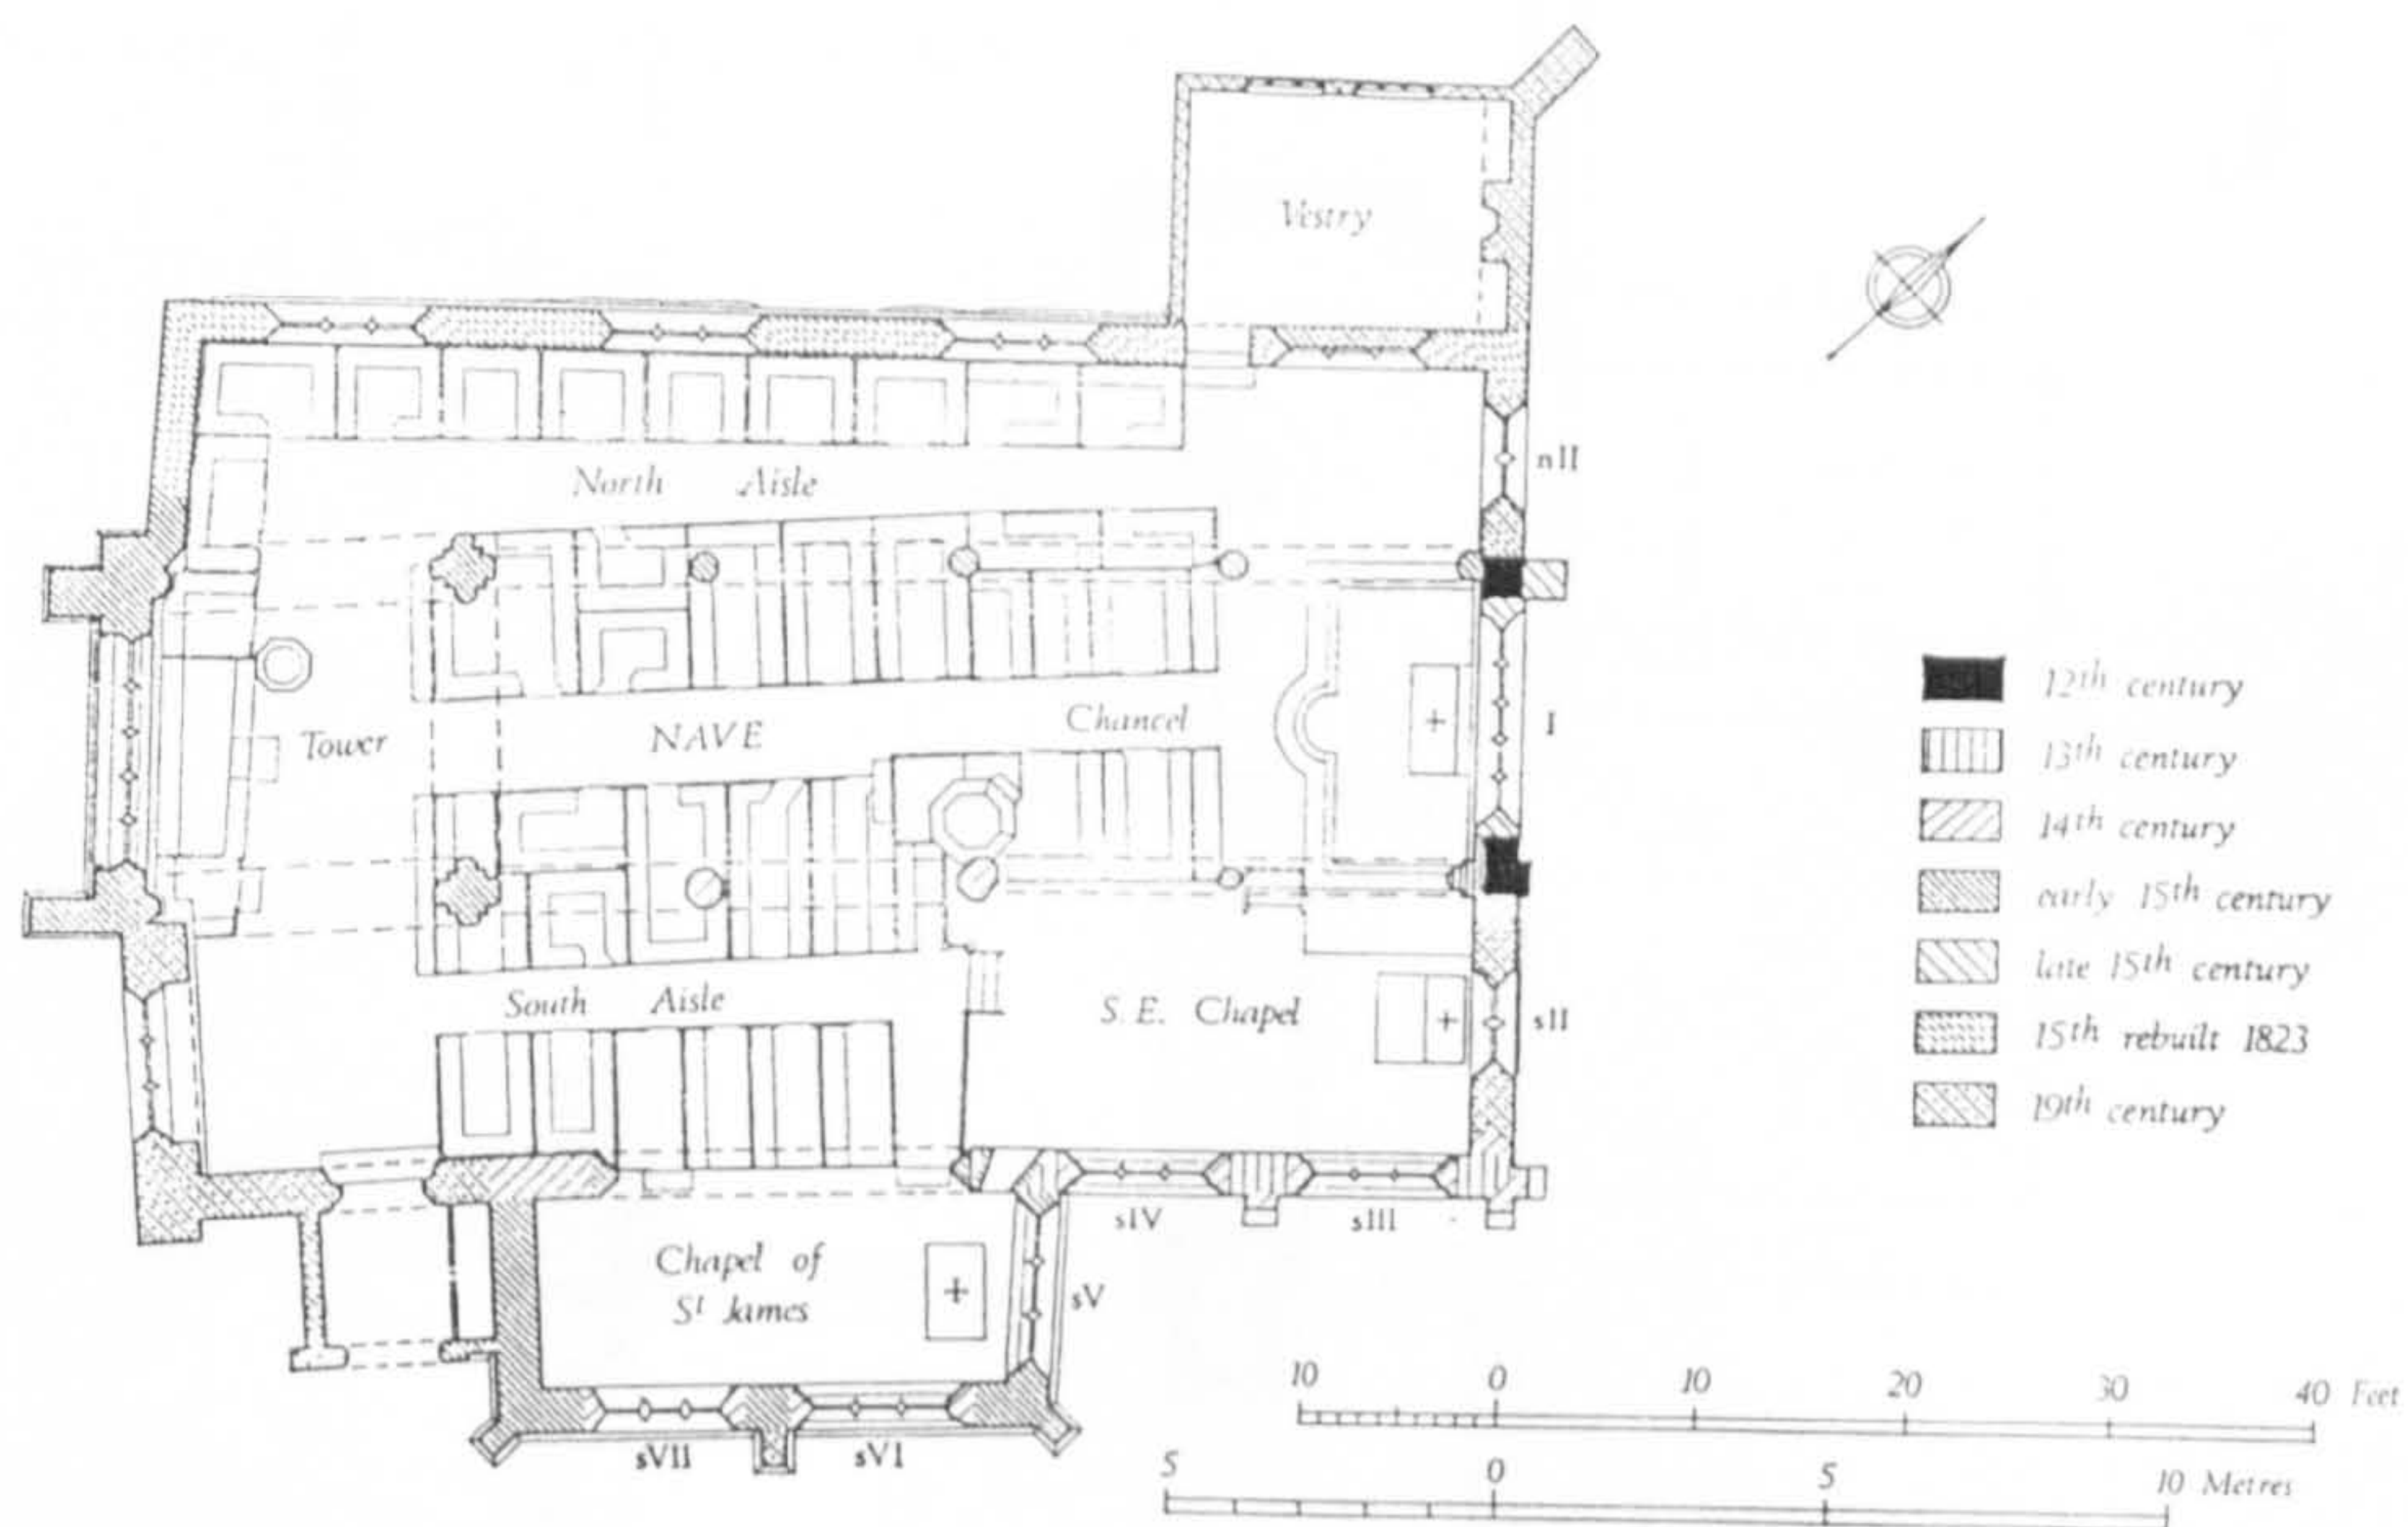 Vestry
North Aisle
nII
Tower
NAVE
Chancel
I
South Aisle
S. E. Chapel
sII
sIV
sIII
Chapel of
St James
sV
sVII
sVI
12th century
13th century
14th century
early 15th century
late 15th century
15th rebuilt 1823
19th century
10 0 10 20 30 40 Feet
5 0 5 10 Metres